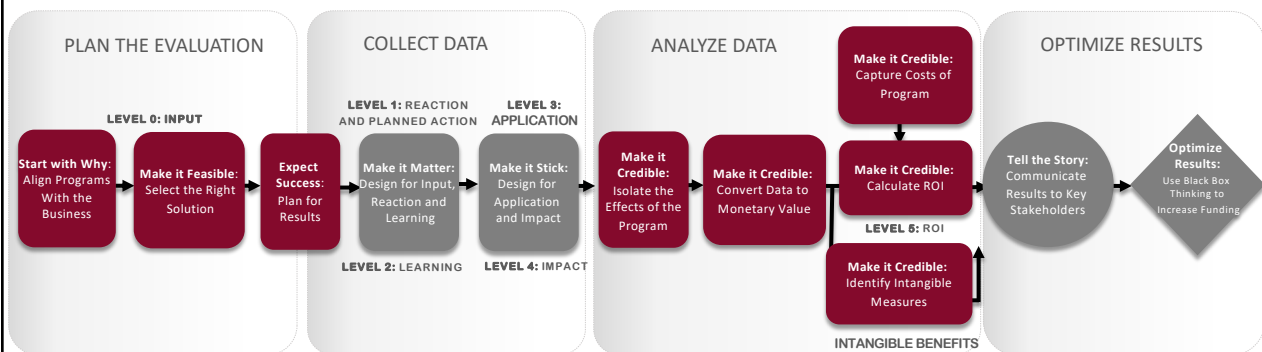 PLAN THE EVALUATION
COLLECT DATA
ANALYZE DATA
OPTIMIZE RESULTS
LEVEL 0: INPUT
Start with Why:
Align Programs
With the
Business
Make it Feasible:
Select the Right
Solution
Expect
Success:
Plan for
Results
LEVEL 1: REACTION
AND PLANNED ACTION
Make it Matter:
Design for Input,
Reaction and
Learning
LEVEL 2: LEARNING
LEVEL 3:
APPLICATION
Make it Stick:
Design for
Application
and Impact
LEVEL 4: IMPACT
Make it
Credible:
Isolate the
Effects of the
Program
Make it Credible:
Convert Data to
Monetary Value
Make it Credible:
Capture Costs of
Program
Make it Credible:
Calculate ROI
LEVEL 5: ROI
Make it Credible:
Identify Intangible
Measures
INTANGIBLE BENEFITS
Tell the Story:
Communicate
Results to Key
Stakeholders
Optimize
Results:
Use Black Box
Thinking to
Increase Funding